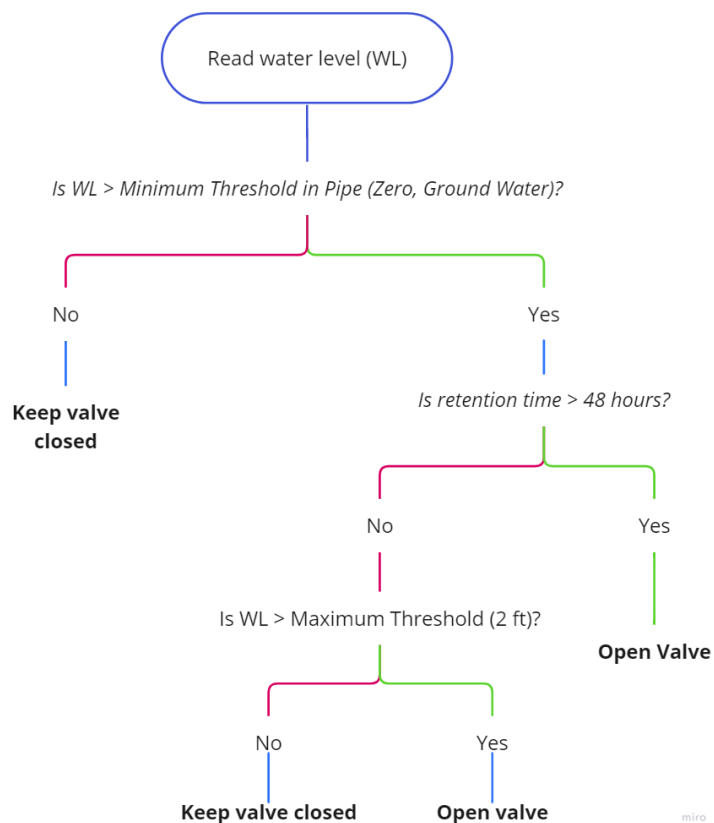 Read water level (WL)
Is WL > Minimum Threshold in Pipe (Zero, Ground Water)?
No
Yes
Keep valve
closed
Is retention time > 48 hours?
No
Yes
Is WL > Maximum Threshold (2 ft)?
Open Valve
No
Yes
Keep valve closed
Open valve
miro